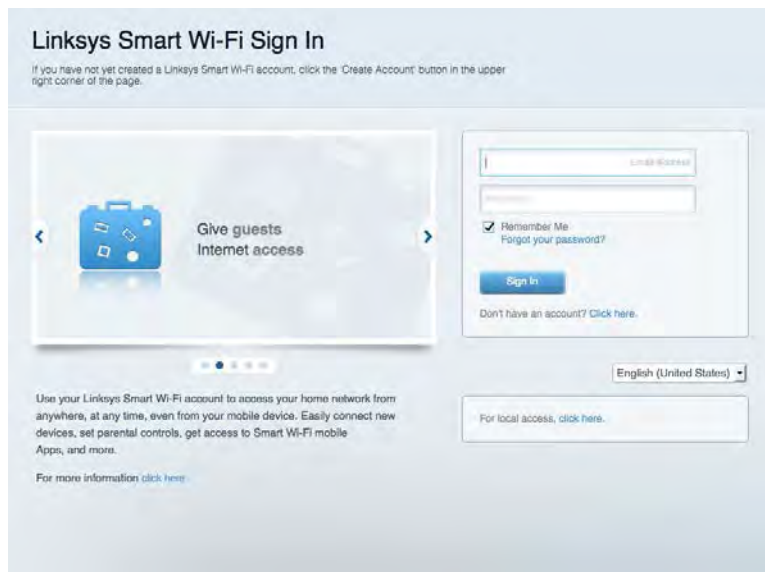 Linksys Smart Wi-Fi Sign In
If you have not yet created a Linksys Smart Wi-Fi account, click the 'Create Account' button in the upper
right corner of the page.
Give guests
Internet access
Email Address
Remember Me
Forgot your password?
Sign In
Don't have an account? Click here.
English (United States)
Use your Linksys Smart Wi-Fi account to access your home network from
anywhere, at any time, even from your mobile device. Easily connect new
devices, set parental controls, get access to Smart Wi-Fi mobile
Apps, and more.
For more information click here
For local access, click here.